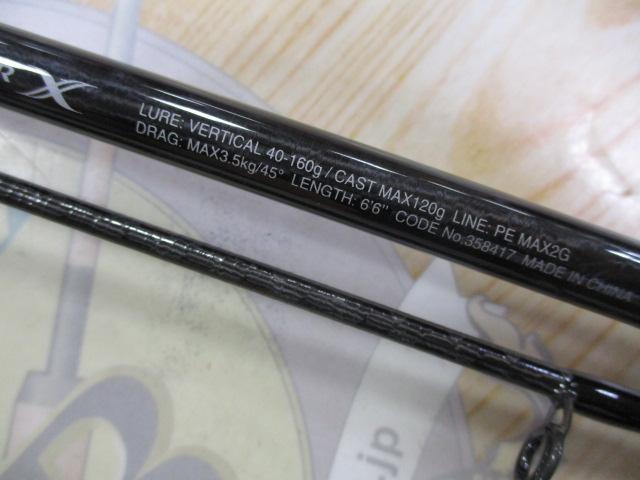 R X
LURE: VERTICAL 40-160g / CAST MAX120g LINE: PE MAX2G
DRAG: MAX3.5kg/45° LENGTH: 6'6" CODE No.358417 MADE IN CHINA
-jp